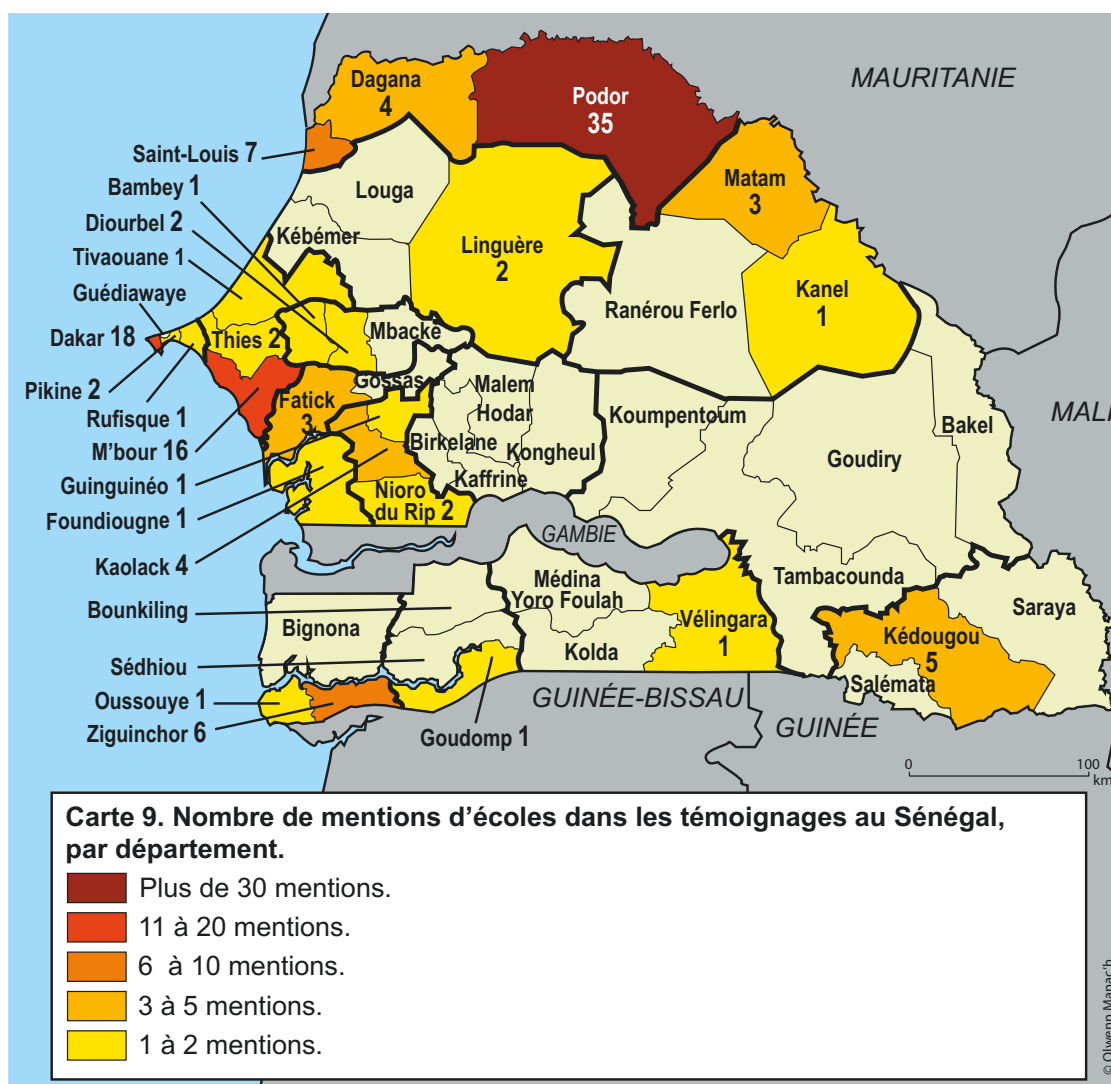 MAURITANIE
Dagana
4
Podor
35
Saint-Louis 7
Bambey 1
Diourbel 2
Tivaouane 1
Guédiawaye
Dakar 18
Pikine 2
Rufisque 1
M'bour 16
Guinguinéo 1
Foundiougne 1
Kaolack 4
Louga
Kébémer
Linguère
2
Matam
3
Kanel
1
Ranérou Ferlo
Thies 2
Mbacké
Gossas
Fatick
3
Malem
Hodar
Birkelane
Kongheul
Kaffrine
Koumpentoum
Goudiry
Bakel
MALI
Nioro
du Rip 2
GAMBIE
Tambacounda
Bounkiling
Médina
Yoro Foulah
Vélingara
1
Kédougou
5
Saraya
Salémata
Bignona
Sédhiou
Kolda
Oussouye 1
Ziguinchor 6
Goudomp 1
GUINÉE-BISSAU
GUINÉE
0 100
km
Carte 9. Nombre de mentions d'écoles dans les témoignages au Sénégal,
par département.
Plus de 30 mentions.
11 à 20 mentions.
6 à 10 mentions.
3 à 5 mentions.
1 à 2 mentions.
© Olwenn Manac'h